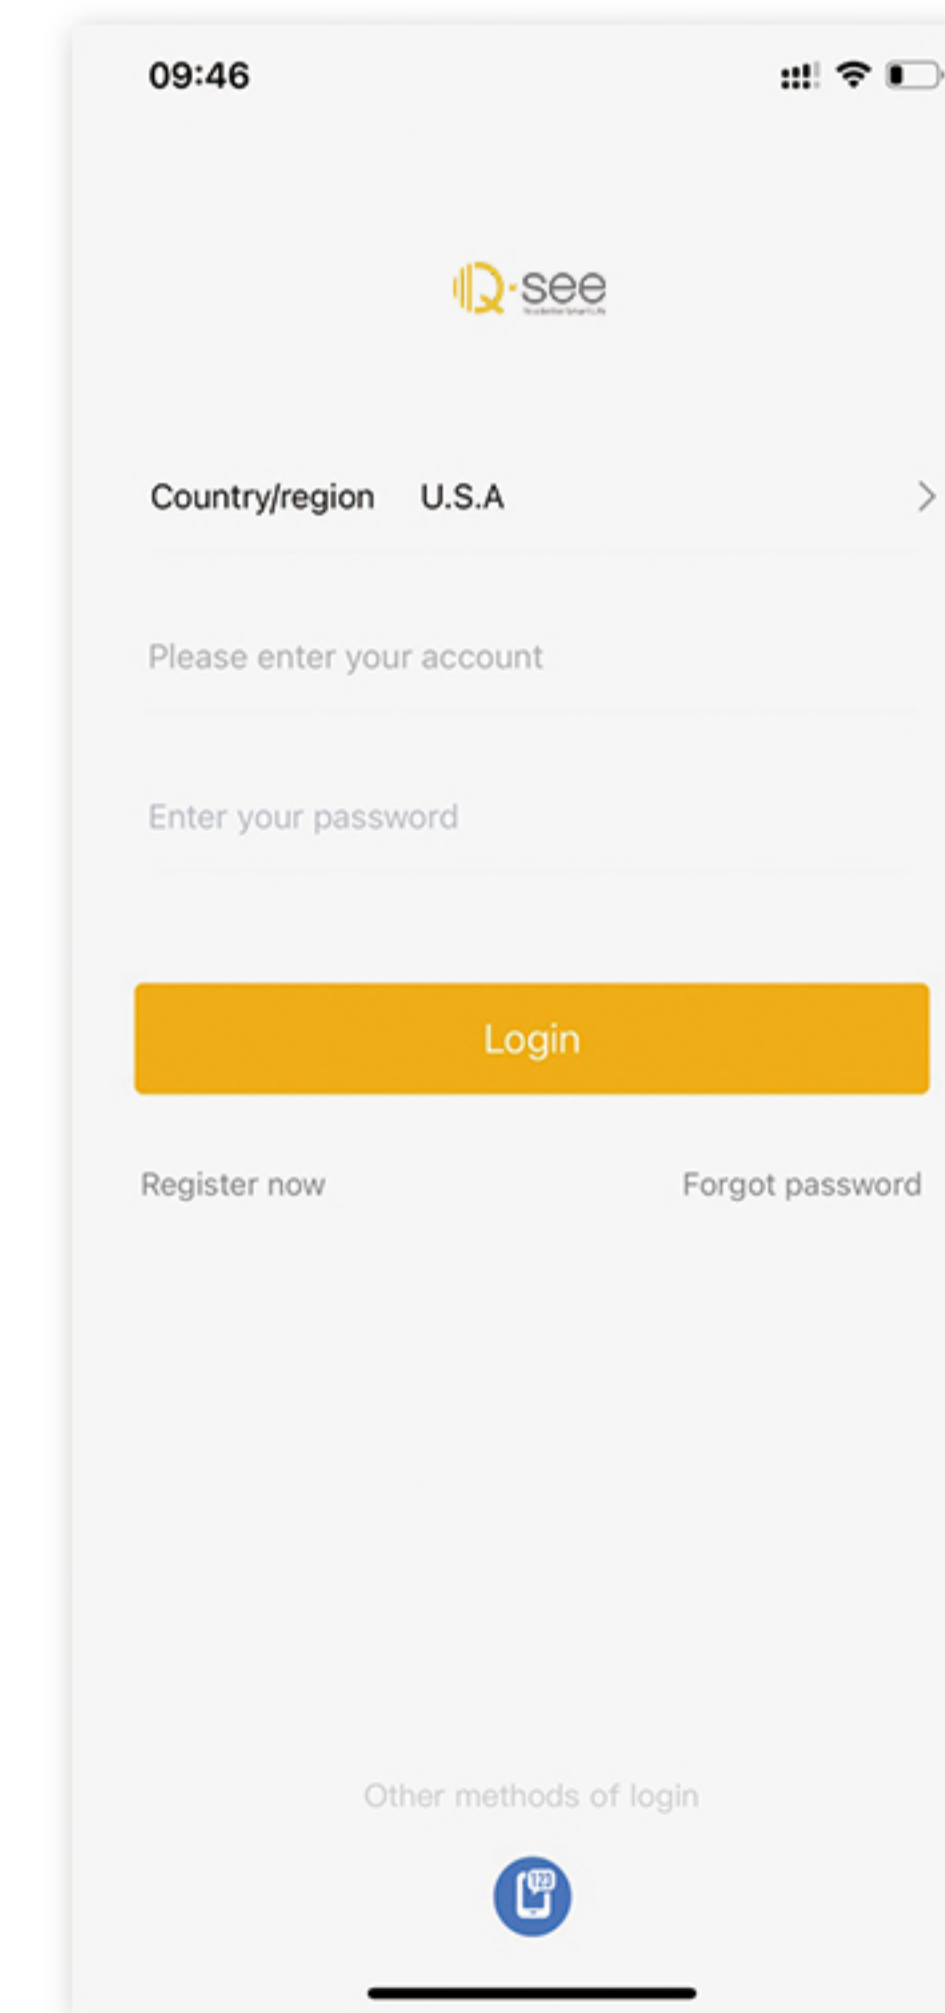 09:46
Q·see
Country/region U.S.A
Please enter your account
Enter your password
Login
Register now Forgot password
Other methods of login
123